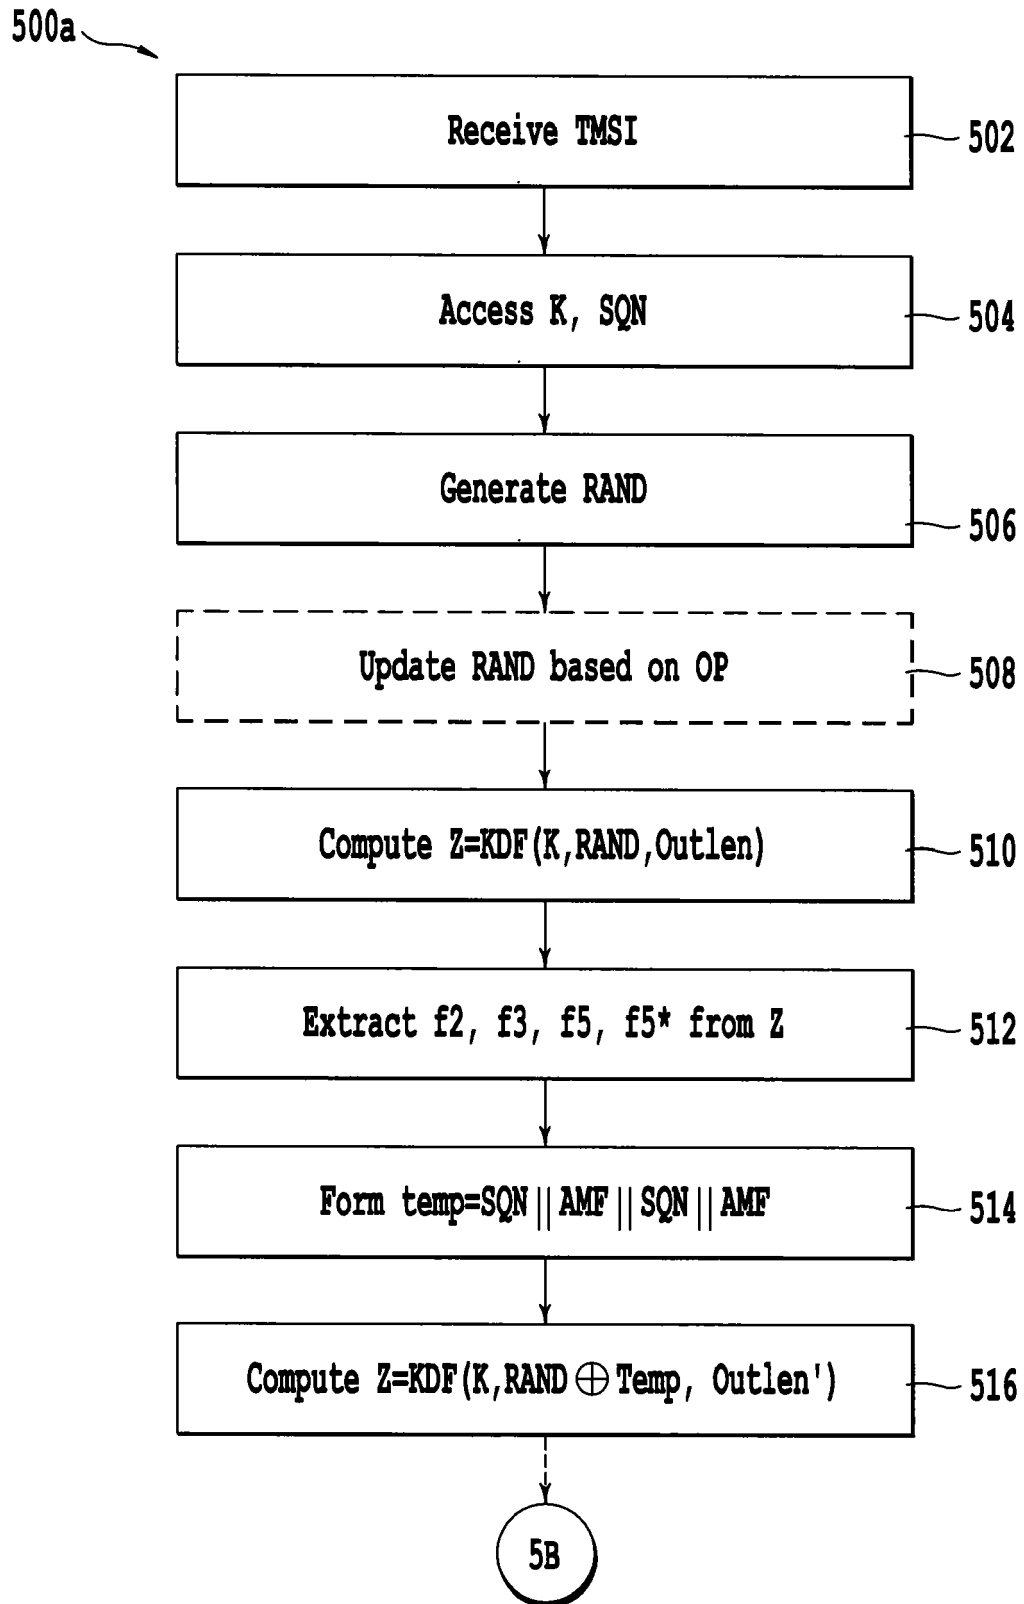 500a
Receive TMSI
502
Access K, SQN
504
Generate RAND
506
Update RAND based on OP
508
Compute Z=KDF(K,RAND,Outlen)
510
Extract f2, f3, f5, f5* from Z
512
Form temp=SQN||AMF||SQN||AMF
514
Compute Z=KDF(K,RAND⊕Temp, Outlen')
516
5B